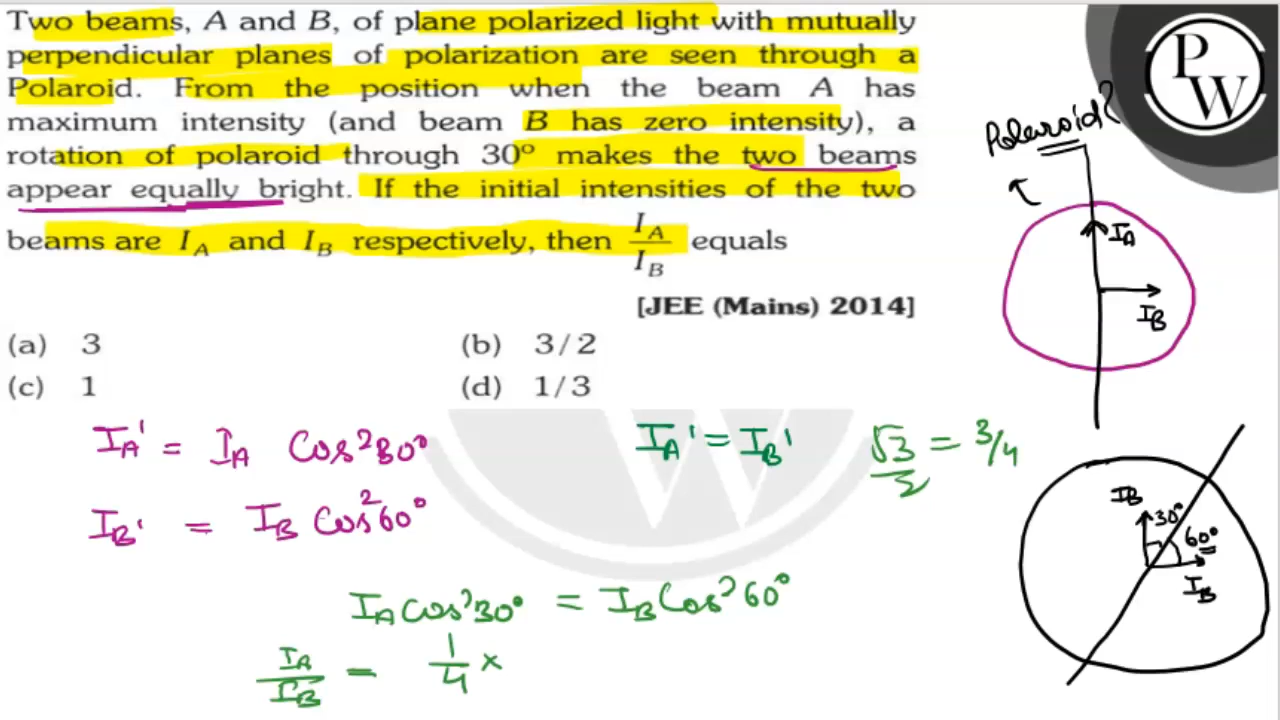 Two beams, A and B, of plane polarized light with mutually
perpendicular planes of polarization are seen through a
Polaroid. From the position when the beam A has
maximum intensity (and beam B has zero intensity), a
rotation of polaroid through 30° makes the two beams
appear equally bright. If the initial intensities of the two
beams are I_A and I_B respectively, then I_A/I_B equals
[JEE (Mains) 2014]
(a) 3
(b) 3/2
(c) 1
(d) 1/3
PW
Polaroid?
I_A
I_B
I_A' = I_A Cos²30°
I_B' = I_B Cos²60°
I_A' = I_B'
√3/2 = 3/4
I_A Cos²30° = I_B Cos²60°
I_A/I_B = 1/4 ×
I_B
30°
60°
I_B